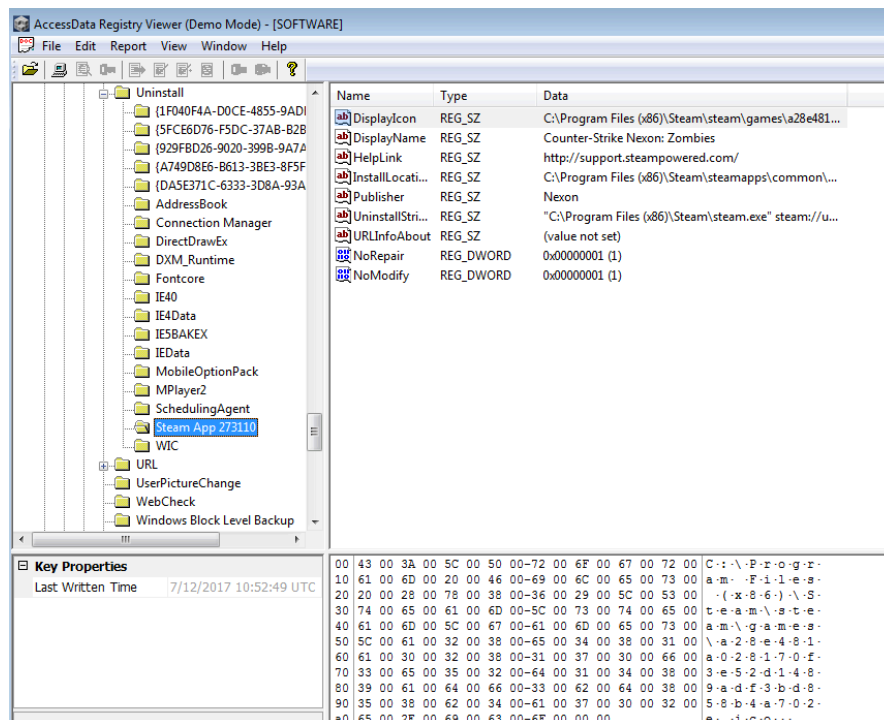 AccessData Registry Viewer (Demo Mode) - [SOFTWARE]
File Edit Report View Window Help
Uninstall
{1F040F4A-D0CE-4855-9ADI
{5FCE6D76-F5DC-37AB-B2B
{929FBD26-9020-399B-9A7A
{A749D8E6-B613-3BE3-8F5F
{DA5E371C-6333-3D8A-93A
AddressBook
Connection Manager
DirectDrawEx
DXM_Runtime
Fontcore
IE40
IE4Data
IE5BAKEX
IEData
MobileOptionPack
MPlayer2
SchedulingAgent
Steam App 273110
WIC
URL
UserPictureChange
WebCheck
Windows Block Level Backup
Name Type Data
DisplayIcon REG_SZ C:\Program Files (x86)\Steam\steam\games\a28e481...
DisplayName REG_SZ Counter-Strike Nexon: Zombies
HelpLink REG_SZ http://support.steampowered.com/
InstallLocati... REG_SZ C:\Program Files (x86)\Steam\steamapps\common\...
Publisher REG_SZ Nexon
UninstallStri... REG_SZ "C:\Program Files (x86)\Steam\steam.exe" steam://u...
URLInfoAbout REG_SZ (value not set)
NoRepair REG_DWORD 0x00000001 (1)
NoModify REG_DWORD 0x00000001 (1)
Key Properties
Last Written Time 7/12/2017 10:52:49 UTC
00 43 00 3A 00 5C 00 50 00-72 00 6F 00 67 00 72 00 C·:·\·P·r·o·g·r·
10 61 00 6D 00 20 00 46 00-69 00 6C 00 65 00 73 00 a·m· ·F·i·l·e·s·
20 20 00 28 00 78 00 38 00-36 00 29 00 5C 00 53 00 ·(·x·8·6·)·\·S·
30 74 00 65 00 61 00 6D 00-5C 00 73 00 74 00 65 00 t·e·a·m·\·s·t·e·
40 61 00 6D 00 5C 00 67 00-61 00 6D 00 65 00 73 00 a·m·\·g·a·m·e·s·
50 5C 00 61 00 32 00 38 00-65 00 34 00 38 00 31 00 \·a·2·8·e·4·8·1·
60 61 00 30 00 32 00 38 00-31 00 37 00 30 00 66 00 a·0·2·8·1·7·0·f·
70 33 00 65 00 35 00 32 00-64 00 31 00 34 00 38 00 3·e·5·2·d·1·4·8·
80 39 00 61 00 64 00 66 00-33 00 62 00 64 00 38 00 9·a·d·f·3·b·d·8·
90 35 00 38 00 62 00 34 00-61 00 37 00 30 00 32 00 5·8·b·4·a·7·0·2·
a0 65 00 2E 00 69 00 63 00-6F 00 00 00 e·.·i·c·o···